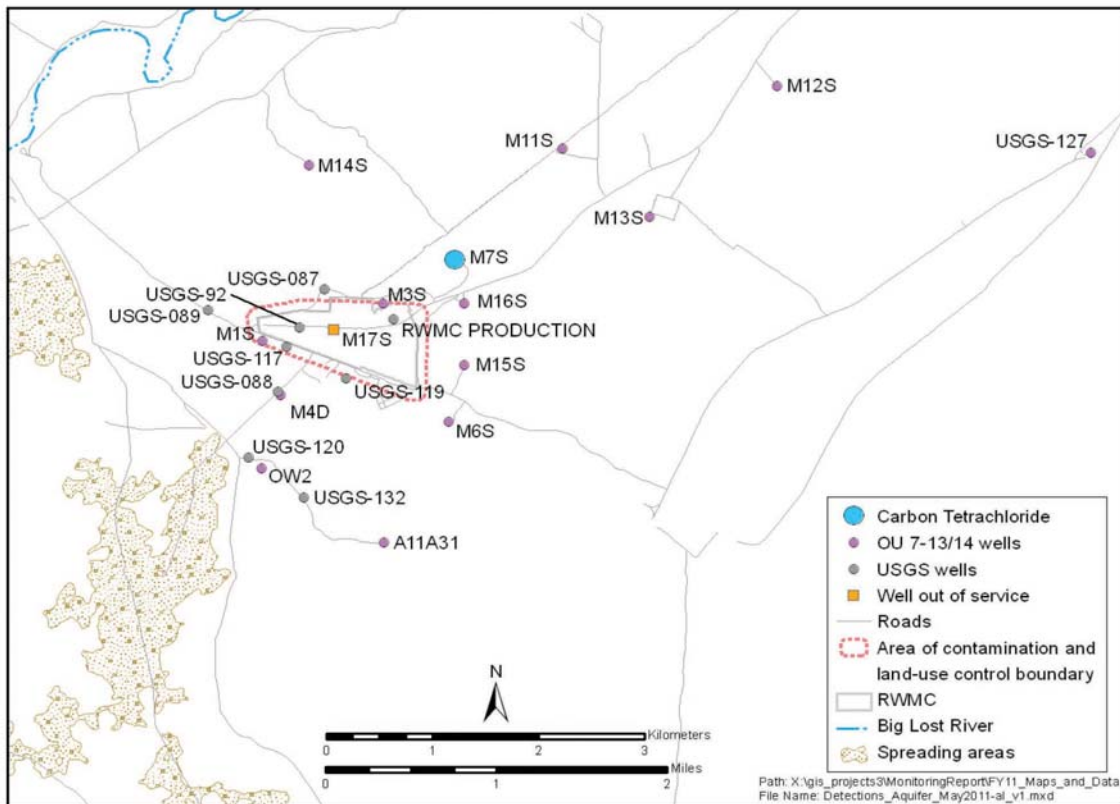 M12S
M11S
USGS-127
M14S
M13S
M7S
USGS-087
USGS-92
M3S
M16S
USGS-089
RWMC PRODUCTION
M1S
M17S
USGS-117
M15S
USGS-088
USGS-119
M4D
M6S
USGS-120
OW2
USGS-132
A11A31
N
Kilometers
0 1 2 3
Miles
0 1 2
Carbon Tetrachloride
OU 7-13/14 wells
USGS wells
Well out of service
Roads
Area of contamination and
land-use control boundary
RWMC
Big Lost River
Spreading areas
Path: X:\gis_projects3\MonitoringReport\FY11_Maps_and_Data
File Name: Detections_Aquifer_May2011-al_v1.mxd